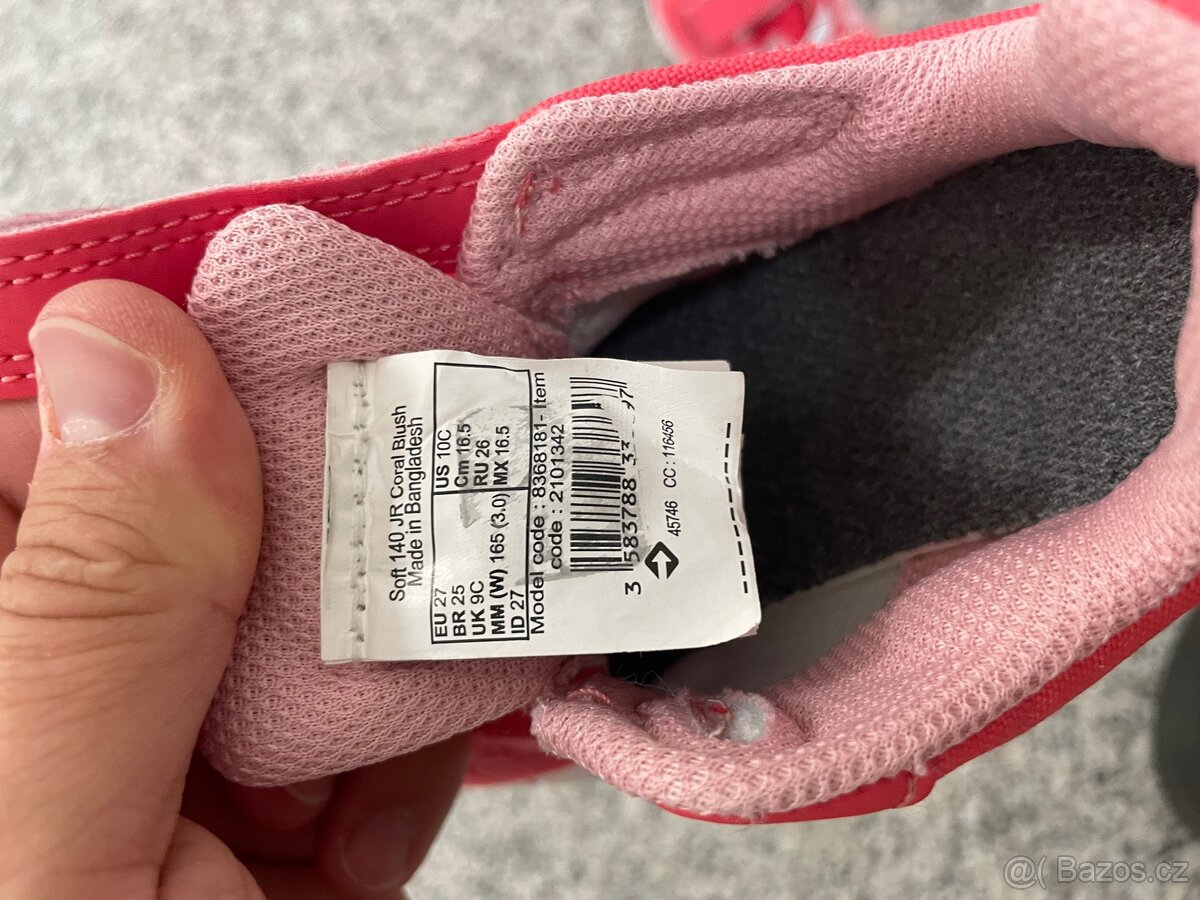 Soft 140 JR Coral Blush
Made in Bangladesh
EU 27 US 10C
BR 25 Cm 16.5
UK 9C RU 26
MM (W) 165 (3.0) MX 16.5
ID 27
Model code : 8368181- Item
code : 2101342
3 583788 33
45746 CC : 116456
@( Bazos.cz